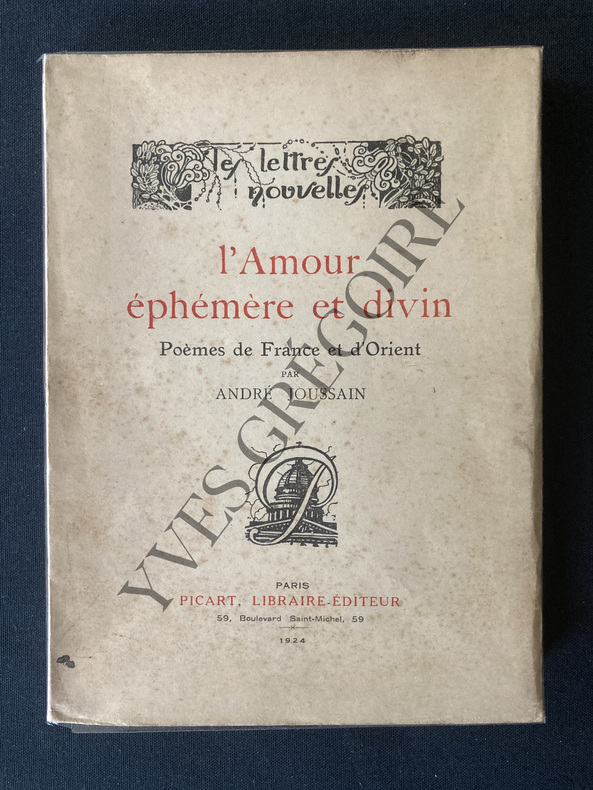 les lettres
nouvelles
l'Amour
éphémère et divin
Poèmes de France et d'Orient
PAR
ANDRÉ JOUSSAIN
P
PARIS
PICART, LIBRAIRE-ÉDITEUR
59, Boulevard Saint-Michel, 59
1924
YVES GRÉGOIRE